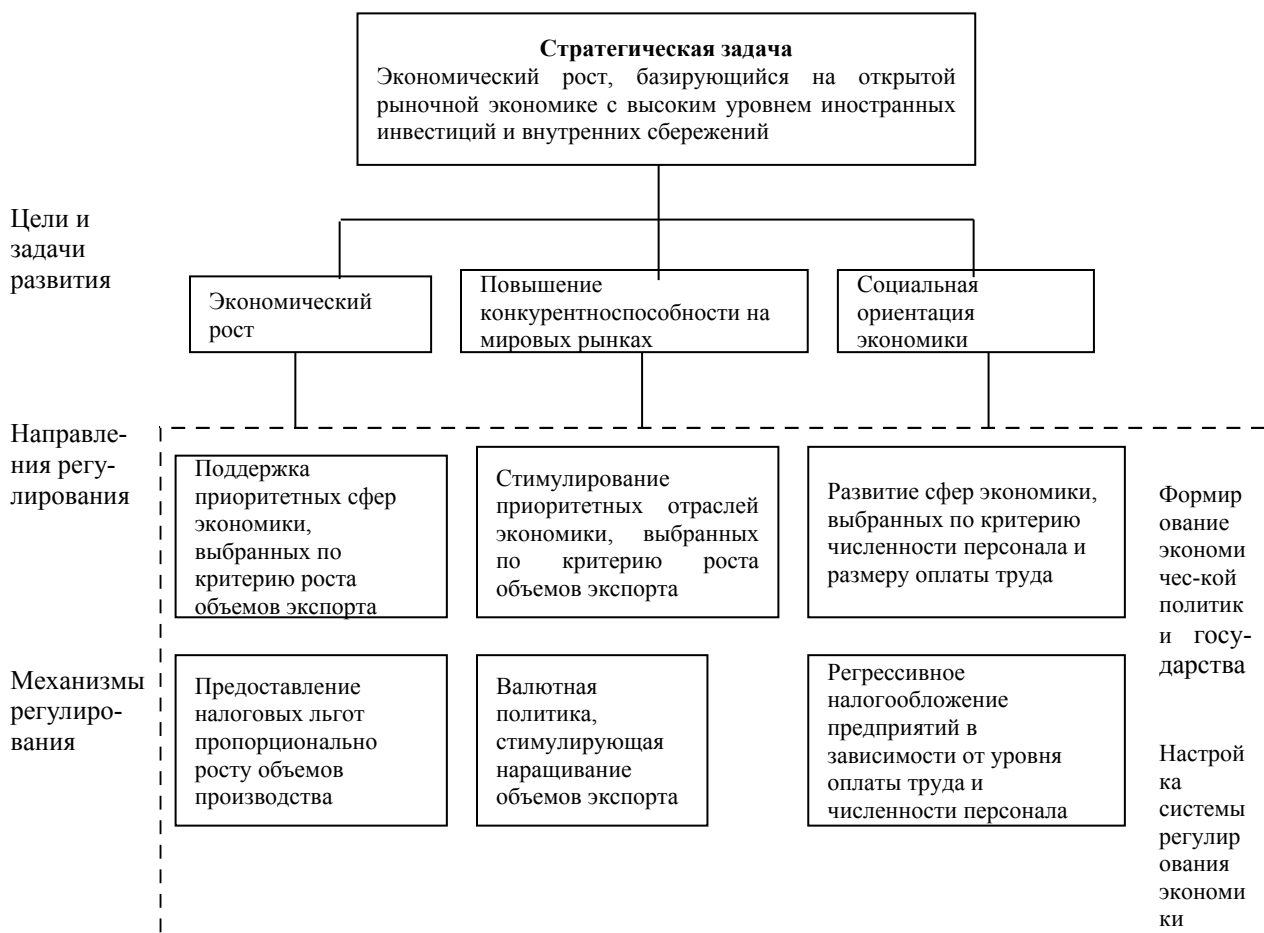 Стратегическая задача
Экономический рост, базирующийся на открытой
рыночной экономике с высоким уровнем иностранных
инвестиций и внутренних сбережений
Цели и
задачи
развития
Экономический
рост
Повышение
конкурентноспособности на
мировых рынках
Социальная
ориентация
экономики
Направле-
ния регу-
лирования
Поддержка
приоритетных сфер
экономики,
выбранных по
критерию роста
объемов экспорта
Стимулирование
приоритетных отраслей
экономики, выбранных
по критерию роста
объемов экспорта
Развитие сфер экономики,
выбранных по критерию
численности персонала и
размеру оплаты труда
Формир
ование
экономи
чес-кой
политик
и госу-
дарства
Механизмы
регулиро-
вания
Предоставление
налоговых льгот
пропорционально
росту объемов
производства
Валютная
политика,
стимулирующая
наращивание
объемов экспорта
Регрессивное
налогообложение
предприятий в
зависимости от уровня
оплаты труда и
численности персонала
Настрой
ка
системы
регулир
ования
экономи
ки